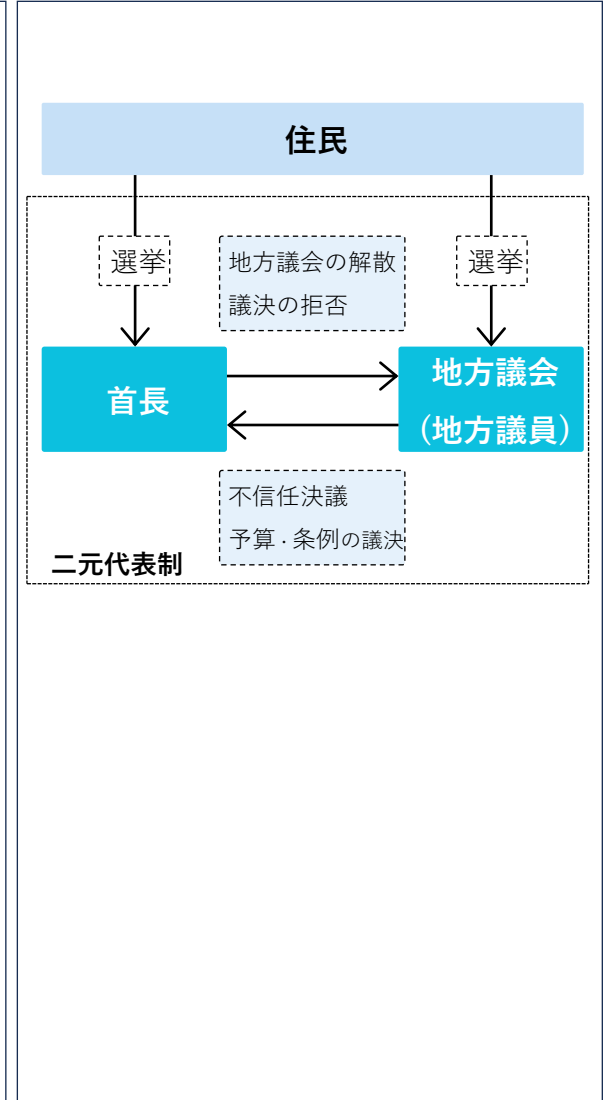 住民
選挙
地方議会の解散
議決の拒否
選挙
首長
地方議会
（地方議員）
不信任決議
予算・条例の議決
二元代表制